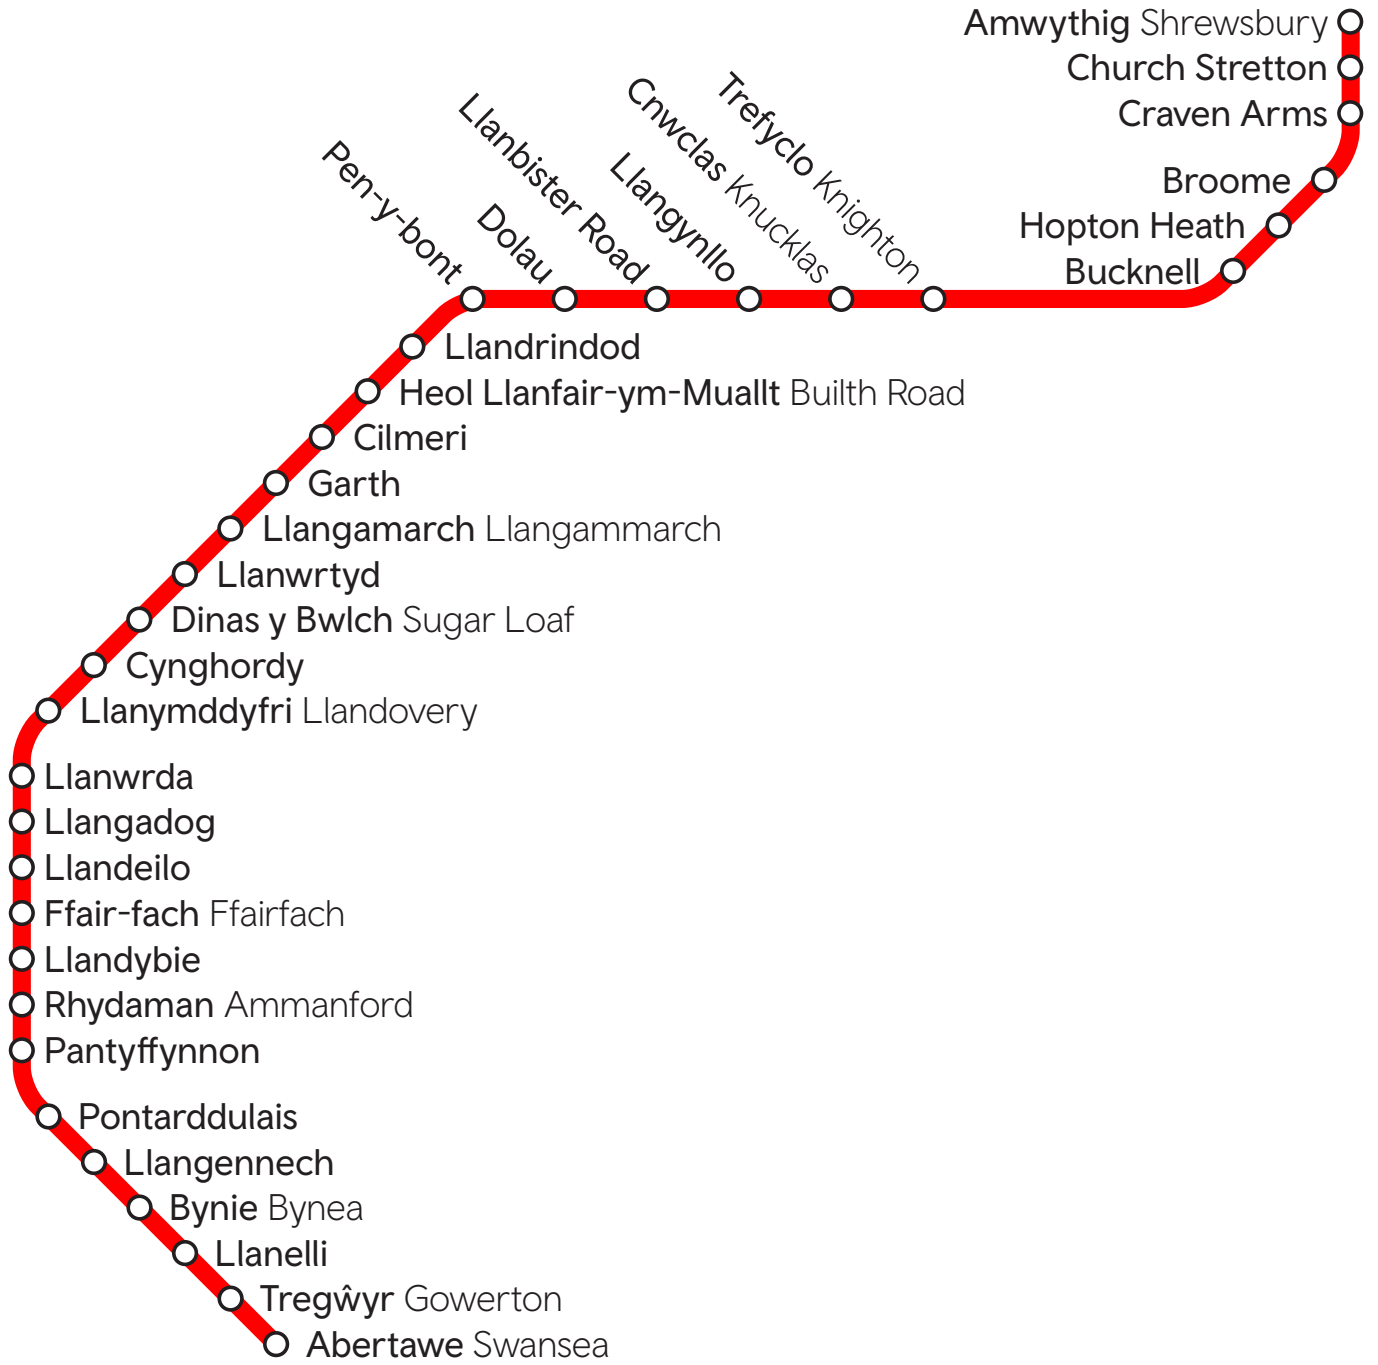 Amwythig Shrewsbury
Church Stretton
Craven Arms
Broome
Hopton Heath
Bucknell
Trefyclo Knighton
Cnwclas Knucklas
Llangynllo
Llanbister Road
Dolau
Pen-y-bont
Llandrindod
Heol Llanfair-ym-Muallt Builth Road
Cilmeri
Garth
Llangamarch Llangammarch
Llanwrtyd
Dinas y Bwlch Sugar Loaf
Cynghordy
Llanymddyfri Llandovery
Llanwrda
Llangadog
Llandeilo
Ffair-fach Ffairfach
Llandybie
Rhydaman Ammanford
Pantyffynnon
Pontarddulais
Llangennech
Bynie Bynea
Llanelli
Tregŵyr Gowerton
Abertawe Swansea